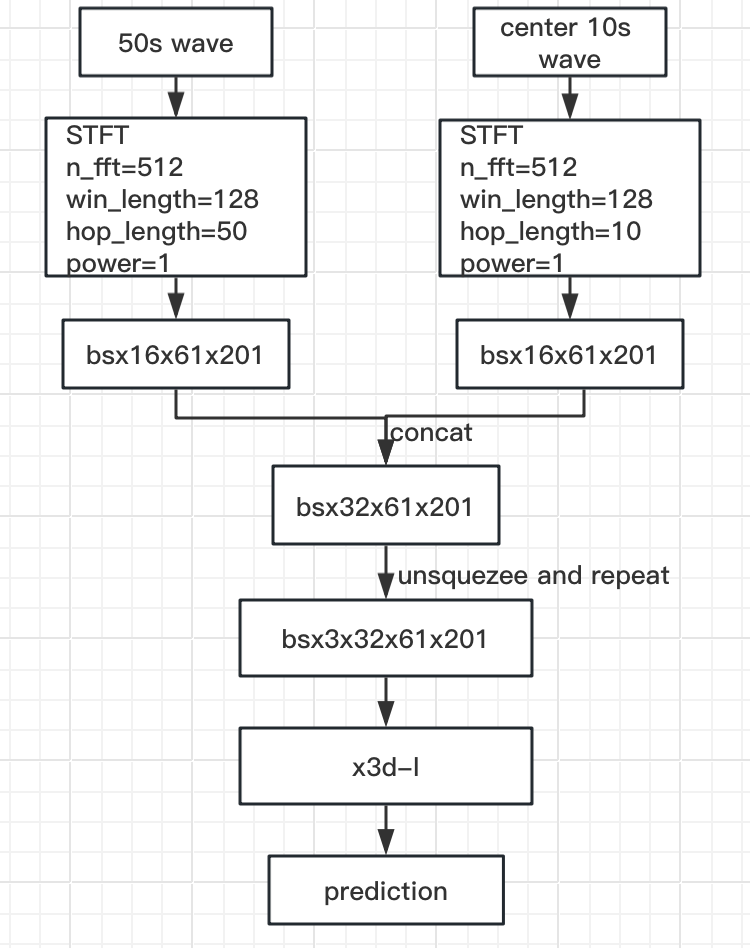 50s wave
center 10s
wave
STFT
n_fft=512
win_length=128
hop_length=50
power=1
STFT
n_fft=512
win_length=128
hop_length=10
power=1
bsx16x61x201
bsx16x61x201
concat
bsx32x61x201
unsquezee and repeat
bsx3x32x61x201
x3d-l
prediction